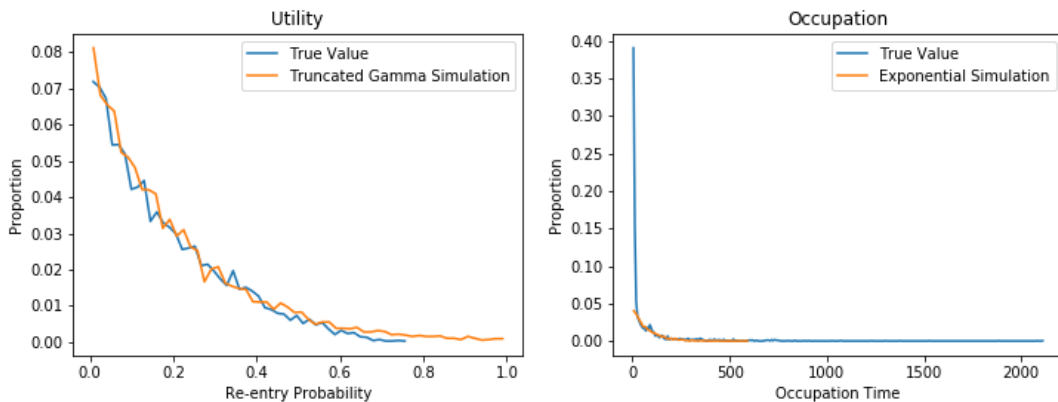 Utility
0.08
0.07
0.06
0.05
0.04
0.03
0.02
0.01
0.00
Proportion
True Value
Truncated Gamma Simulation
0.0 0.2 0.4 0.6 0.8 1.0
Re-entry Probability
Occupation
0.40
0.35
0.30
0.25
0.20
0.15
0.10
0.05
0.00
Proportion
True Value
Exponential Simulation
0 500 1000 1500 2000
Occupation Time